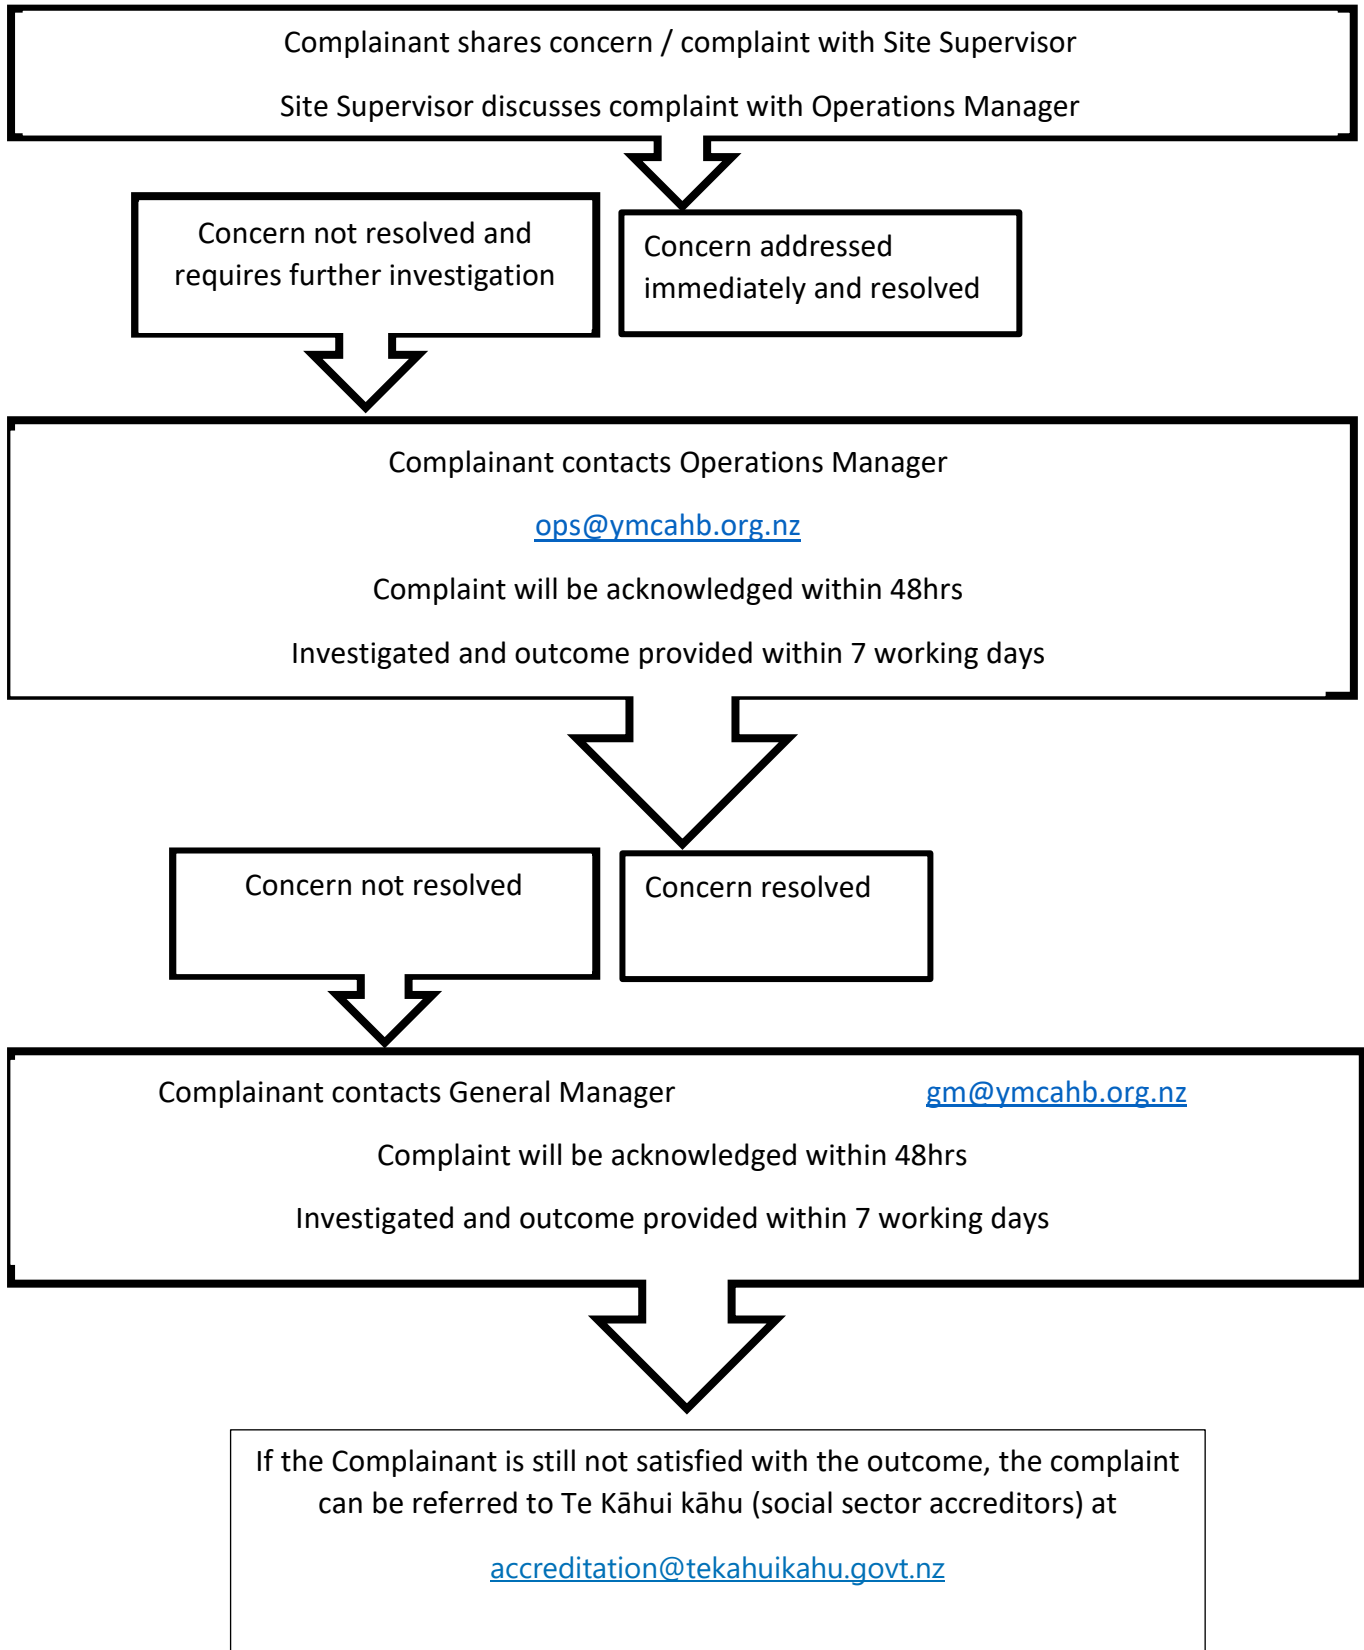 Complainant shares concern / complaint with Site Supervisor
Site Supervisor discusses complaint with Operations Manager
Concern not resolved and
requires further investigation
Concern addressed
immediately and resolved
Complainant contacts Operations Manager
ops@ymcahb.org.nz
Complaint will be acknowledged within 48hrs
Investigated and outcome provided within 7 working days
Concern not resolved
Concern resolved
Complainant contacts General Manager gm@ymcahb.org.nz
Complaint will be acknowledged within 48hrs
Investigated and outcome provided within 7 working days
If the Complainant is still not satisfied with the outcome, the complaint
can be referred to Te Kāhui kāhu (social sector accreditors) at
accreditation@tekahuikahu.govt.nz